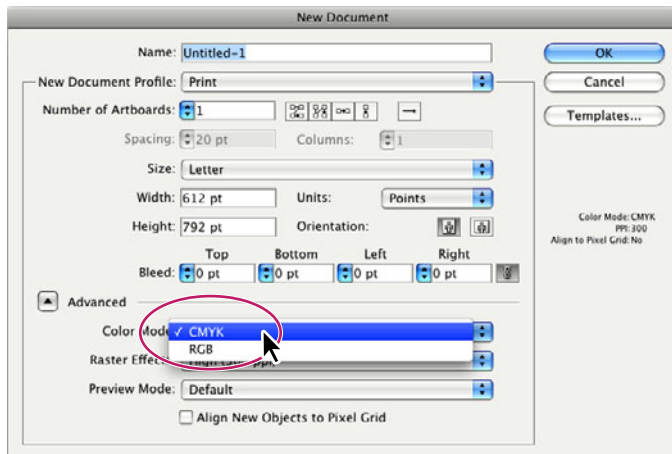 New Document
Name: Untitled-1
OK
New Document Profile: Print
Cancel
Number of Artboards: 1
Templates...
Spacing: 20 pt Columns: 1
Size: Letter
Width: 612 pt Units: Points
Height: 792 pt Orientation:
Color Mode:CMYK
PPI:300
Align to Pixel Grid:No
Top Bottom Left Right
Bleed: 0 pt 0 pt 0 pt 0 pt
Advanced
Color Mode ✓ CMYK
RGB
Raster Effects
Preview Mode: Default
Align New Objects to Pixel Grid